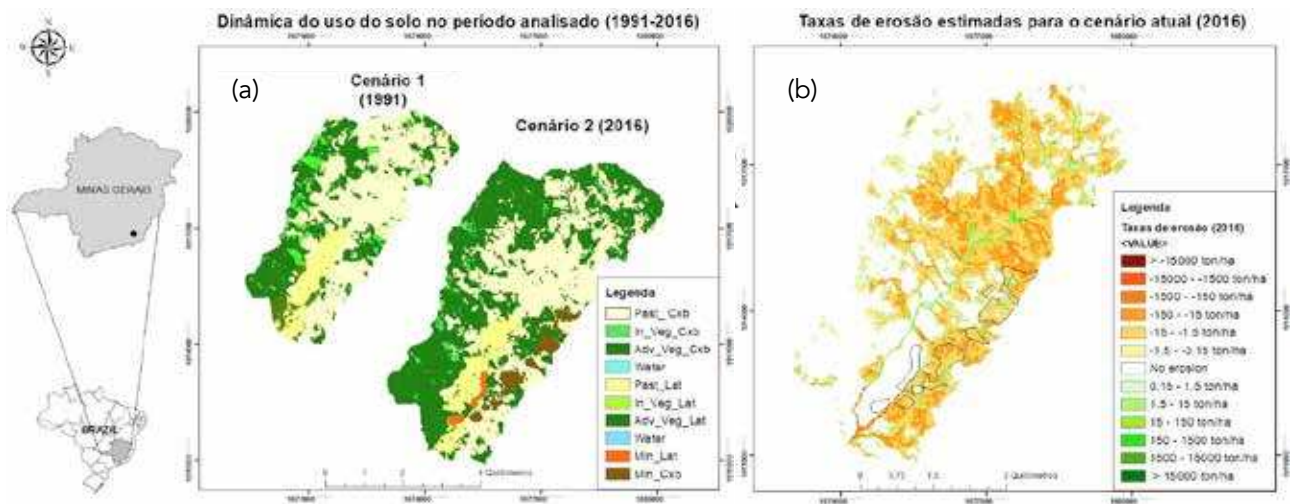 Dinâmica do uso do solo no período analisado (1991-2016)
(a)
Cenário 1
(1991)
Cenário 2 (2016)
Legenda
Past_Cxb
In_Veg_Cxb
Adv_Veg_Cxb
Water
Past_Lat
In_Veg_Lat
Adv_Veg_Lat
Water
Min_Lat
Min_Cxb
MINAS GERAIS
BRAZIL
Taxas de erosão estimadas para o cenário atual (2016)
(b)
Legenda
Taxas de erosão (2016)
<VALUE>
> -15000 ton/ha
-15000 - -1500 ton/ha
-1500 - -150 ton/ha
-150 - -15 ton/ha
-15 - -1.5 ton/ha
-1.5 - -0.15 ton/ha
No erosion
0.15 - 1.5 ton/ha
1.5 - 15 ton/ha
15 - 150 ton/ha
150 - 1500 ton/ha
1500 - 15000 ton/ha
> 15000 ton/ha